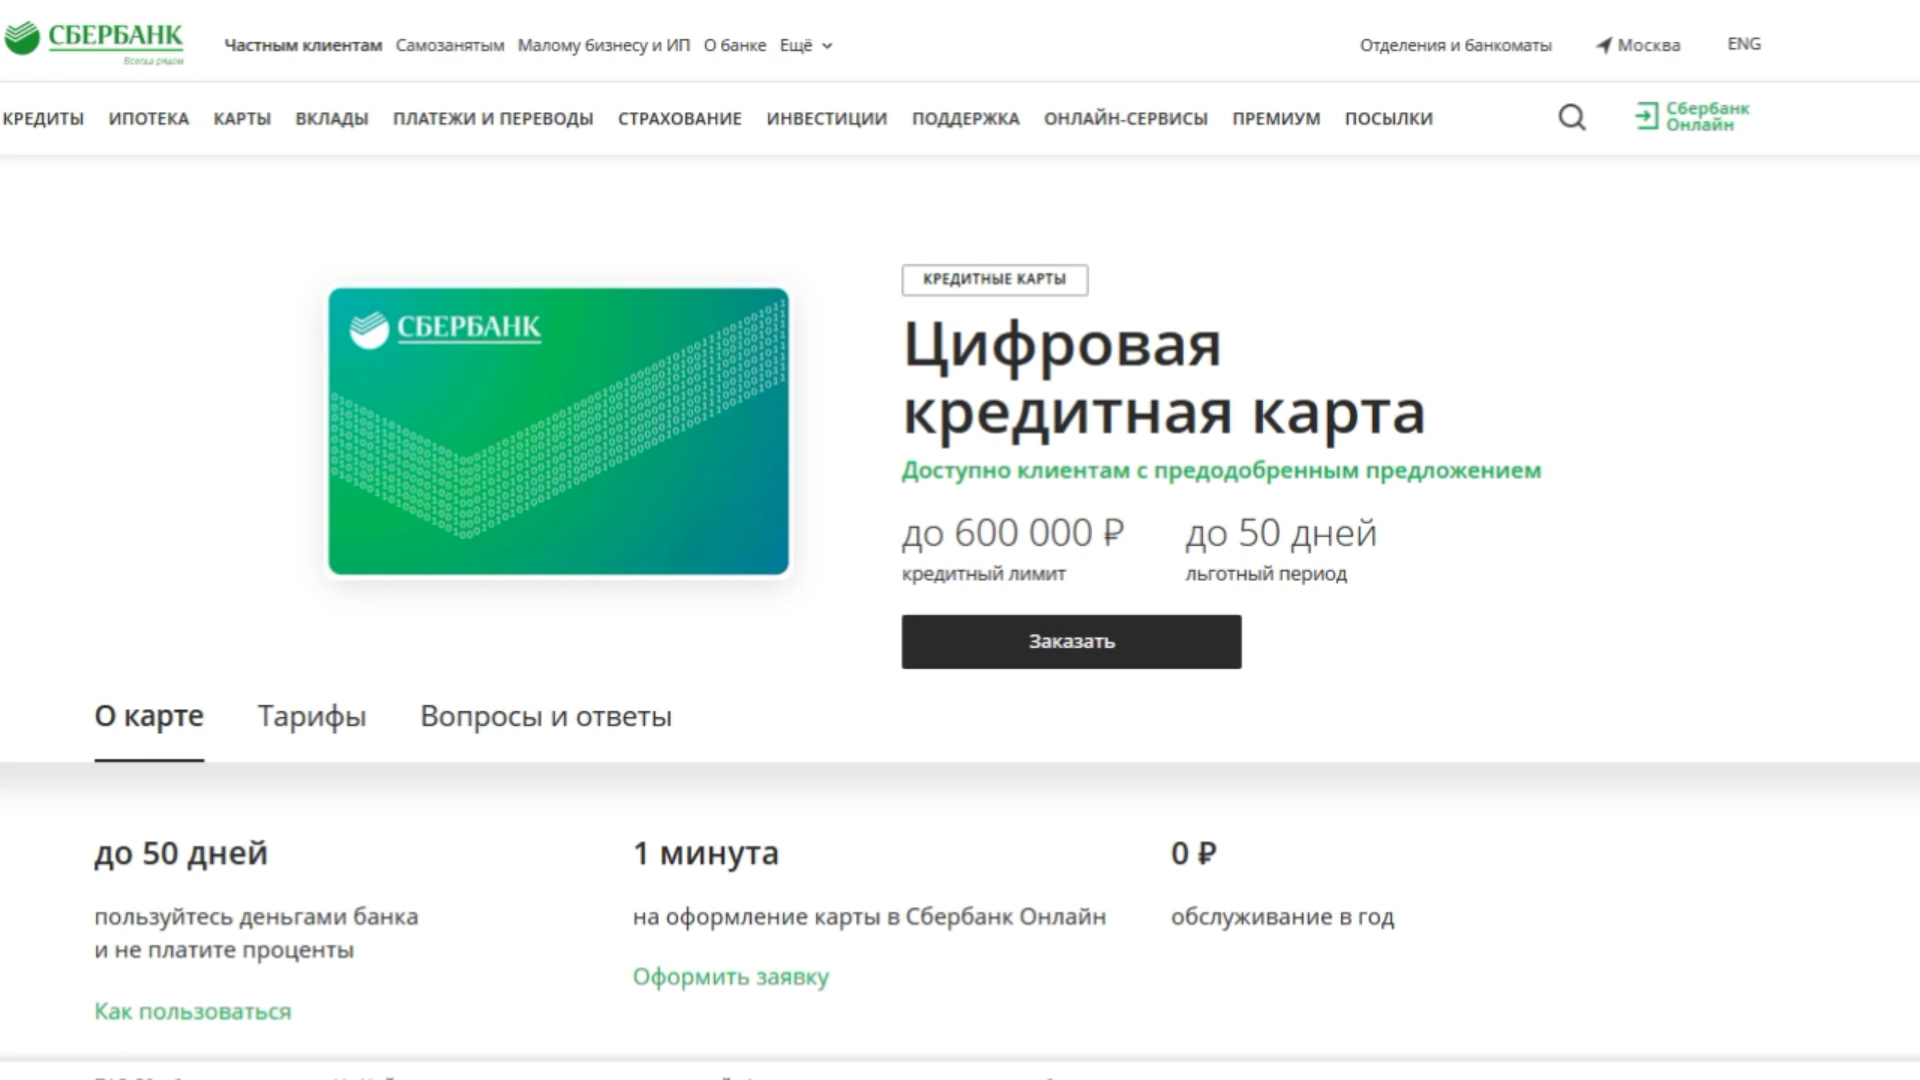 СБЕРБАНК
Всегда рядом
Частным клиентам Самозанятым Малому бизнесу и ИП О банке Ещё
Отделения и банкоматы Москва ENG
КРЕДИТЫ ИПОТЕКА КАРТЫ ВКЛАДЫ ПЛАТЕЖИ И ПЕРЕВОДЫ СТРАХОВАНИЕ ИНВЕСТИЦИИ ПОДДЕРЖКА ОНЛАЙН-СЕРВИСЫ ПРЕМИУМ ПОСЫЛКИ
Сбербанк
Онлайн
СБЕРБАНК
КРЕДИТНЫЕ КАРТЫ
Цифровая
кредитная карта
Доступно клиентам с предодобренным предложением
до 600 000 ₽
кредитный лимит
до 50 дней
льготный период
Заказать
О карте Тарифы Вопросы и ответы
до 50 дней
пользуйтесь деньгами банка
и не платите проценты
Как пользоваться
1 минута
на оформление карты в Сбербанк Онлайн
Оформить заявку
0 ₽
обслуживание в год